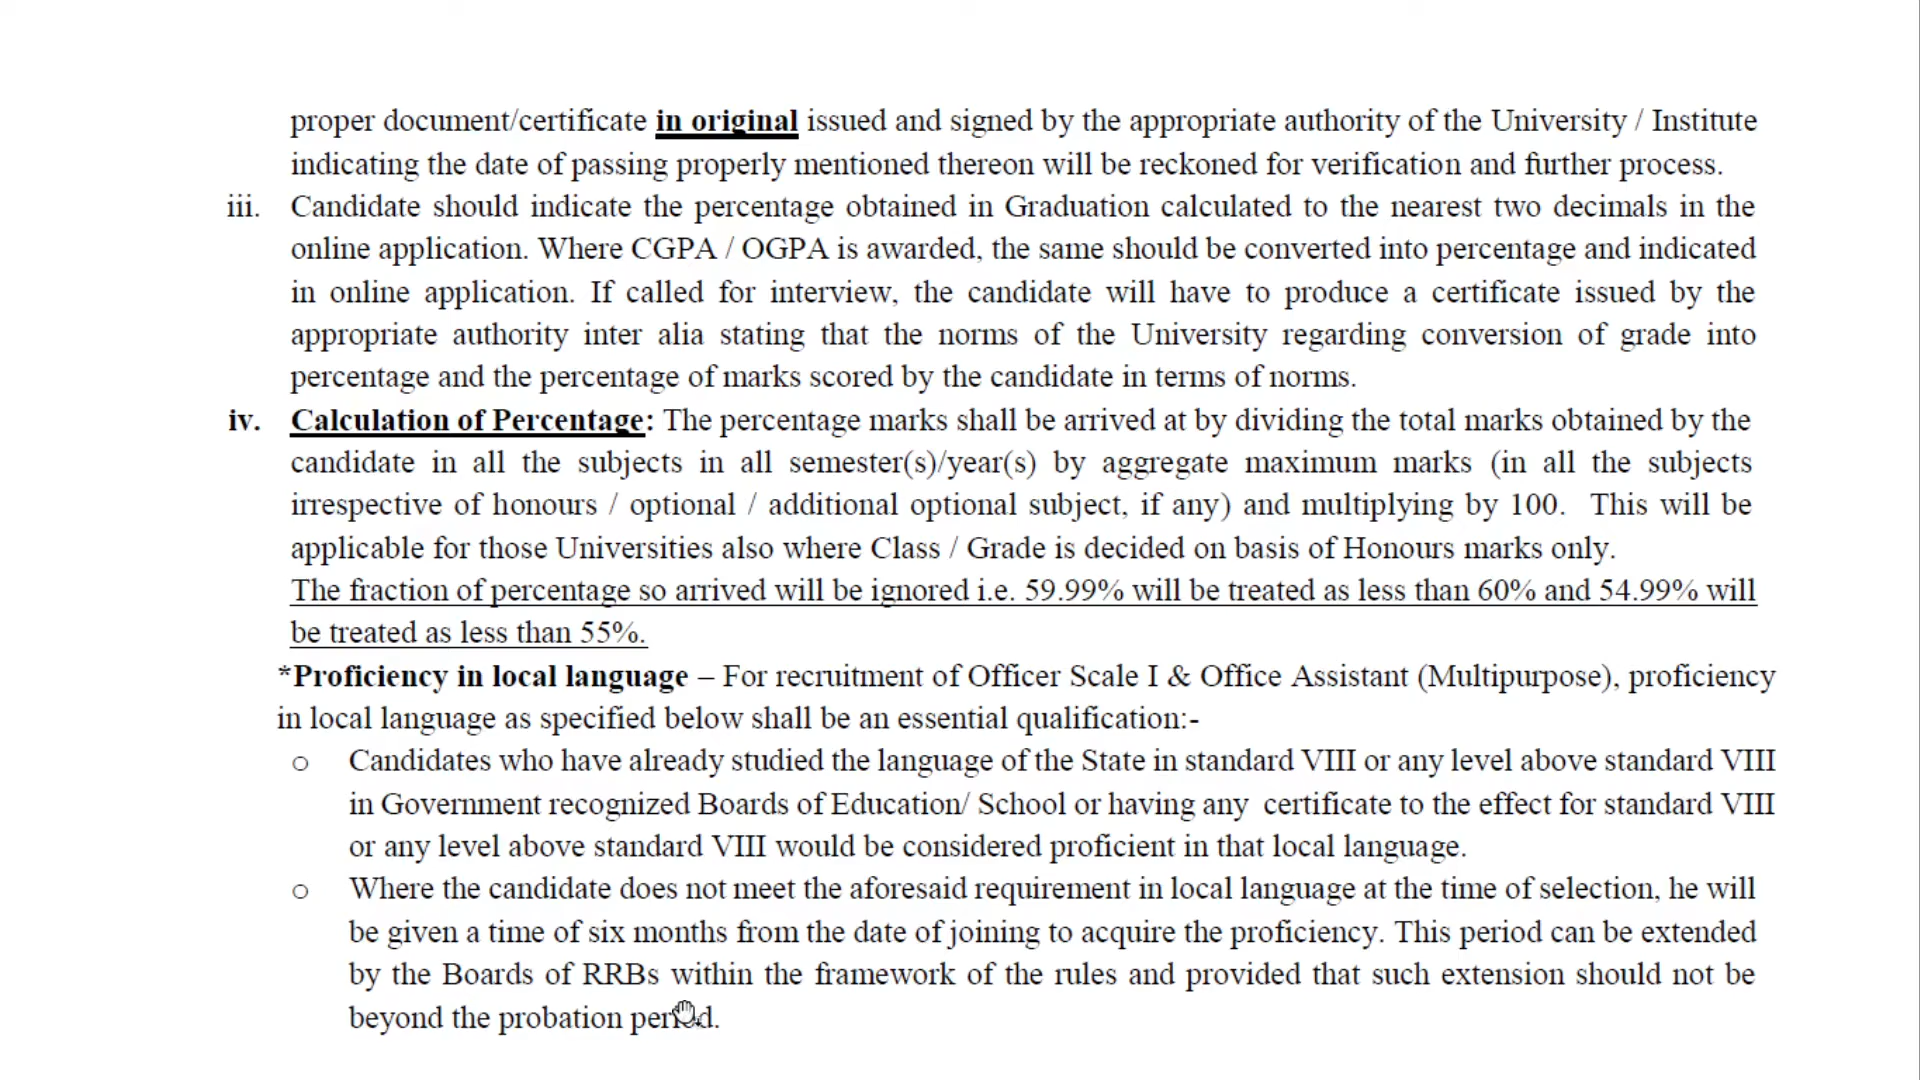 proper document/certificate in original issued and signed by the appropriate authority of the University / Institute
indicating the date of passing properly mentioned thereon will be reckoned for verification and further process.
iii. Candidate should indicate the percentage obtained in Graduation calculated to the nearest two decimals in the
online application. Where CGPA / OGPA is awarded, the same should be converted into percentage and indicated
in online application. If called for interview, the candidate will have to produce a certificate issued by the
appropriate authority inter alia stating that the norms of the University regarding conversion of grade into
percentage and the percentage of marks scored by the candidate in terms of norms.
iv. Calculation of Percentage: The percentage marks shall be arrived at by dividing the total marks obtained by the
candidate in all the subjects in all semester(s)/year(s) by aggregate maximum marks (in all the subjects
irrespective of honours / optional / additional optional subject, if any) and multiplying by 100. This will be
applicable for those Universities also where Class / Grade is decided on basis of Honours marks only.
The fraction of percentage so arrived will be ignored i.e. 59.99% will be treated as less than 60% and 54.99% will
be treated as less than 55%.
*Proficiency in local language – For recruitment of Officer Scale I & Office Assistant (Multipurpose), proficiency
in local language as specified below shall be an essential qualification:-
o Candidates who have already studied the language of the State in standard VIII or any level above standard VIII
in Government recognized Boards of Education/ School or having any certificate to the effect for standard VIII
or any level above standard VIII would be considered proficient in that local language.
o Where the candidate does not meet the aforesaid requirement in local language at the time of selection, he will
be given a time of six months from the date of joining to acquire the proficiency. This period can be extended
by the Boards of RRBs within the framework of the rules and provided that such extension should not be
beyond the probation period.